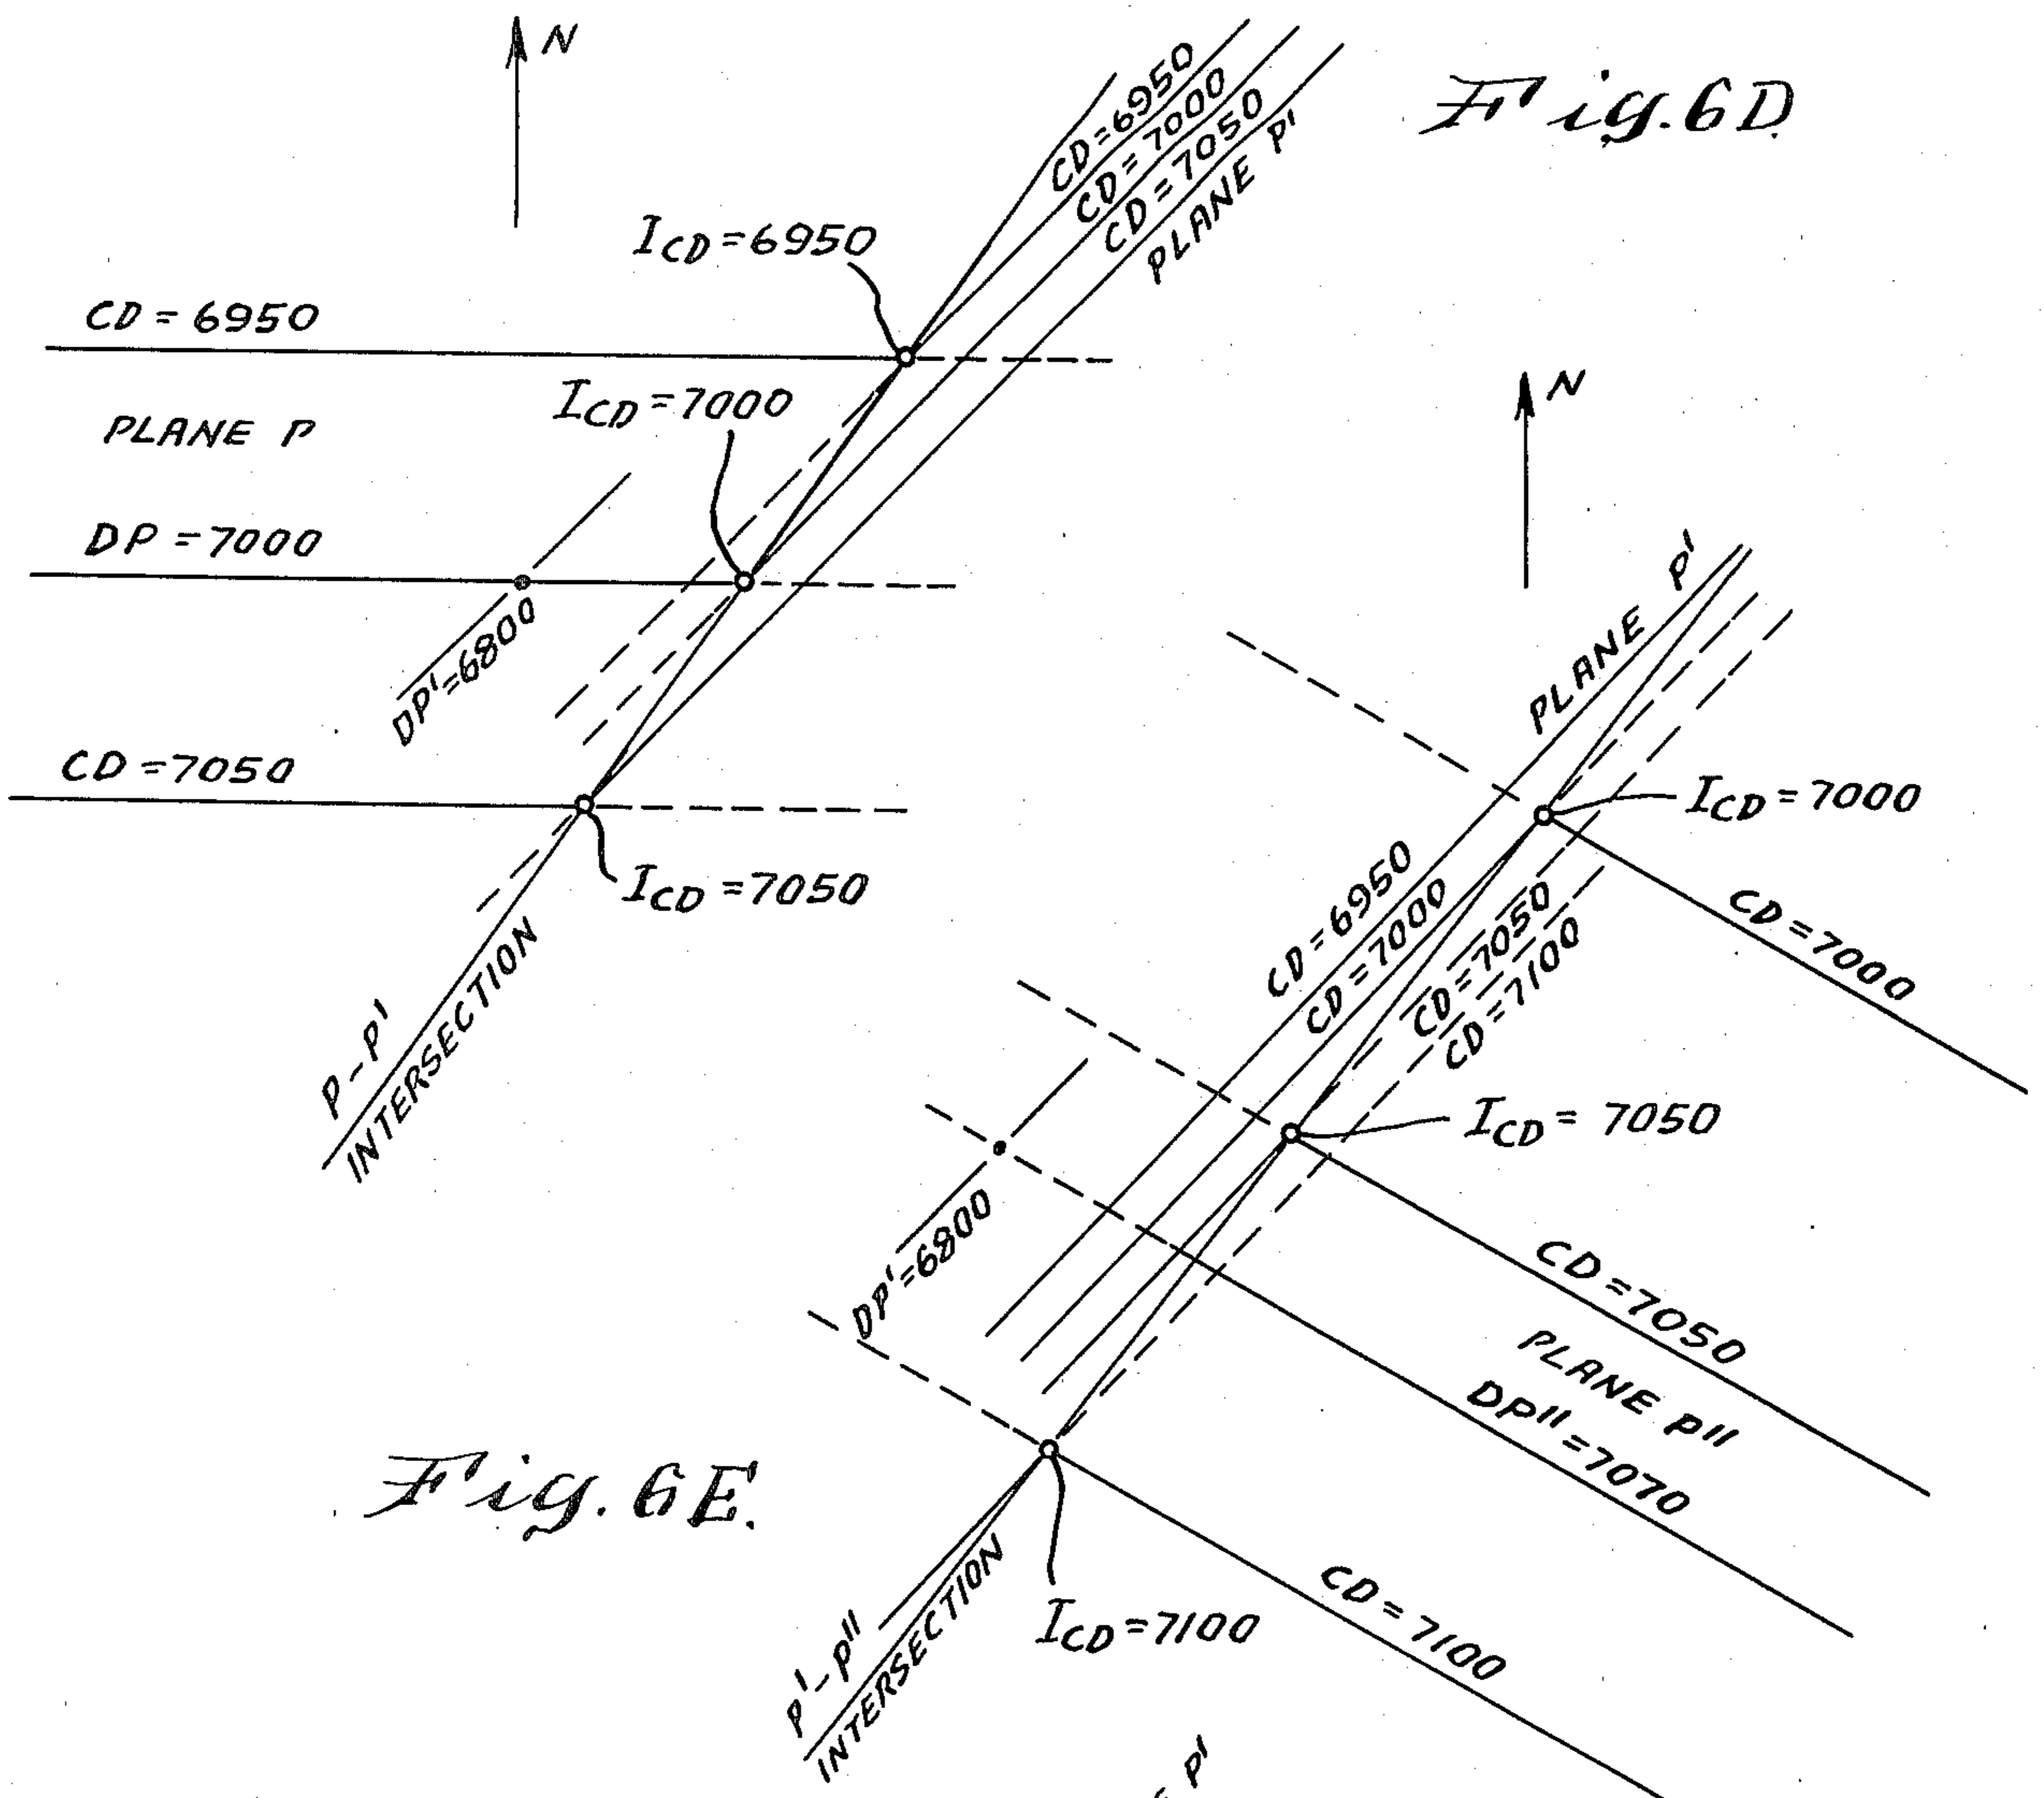 Fig. 6D.
N
CD=6950
CD=7000
CD=7050
PLANE P'
ICD=6950
CD=6950
ICD=7000
PLANE P
DP=7000
DP'=6800
CD=7050
ICD=7050
P-P'
INTERSECTION
N
PLANE P'
ICD=7000
CD=6950
CD=7000
CD=7050
CD=7100
CD=7000
ICD=7050
DP'=6800
CD=7050
PLANE P"
DP"=7070
Fig. 6E.
ICD=7100
CD=7100
P'-P"
INTERSECTION
P'